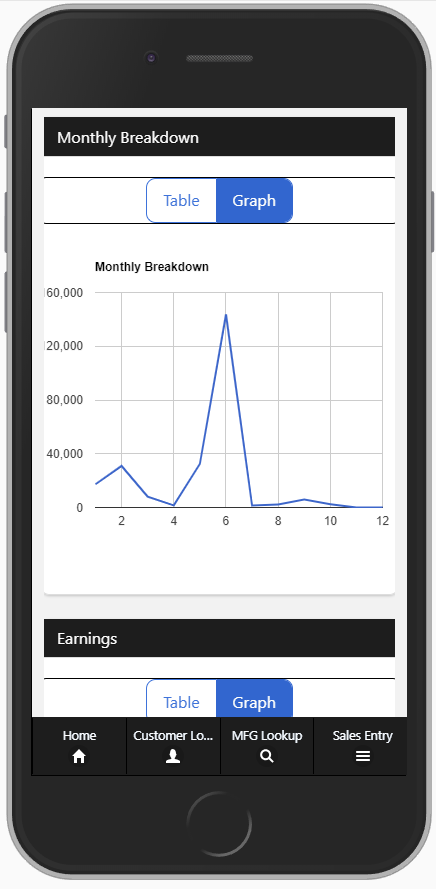 Monthly Breakdown
Table Graph
Monthly Breakdown
160,000
120,000
80,000
40,000
0
2 4 6 8 10 12
Earnings
Table Graph
Home Customer Lo... MFG Lookup Sales Entry